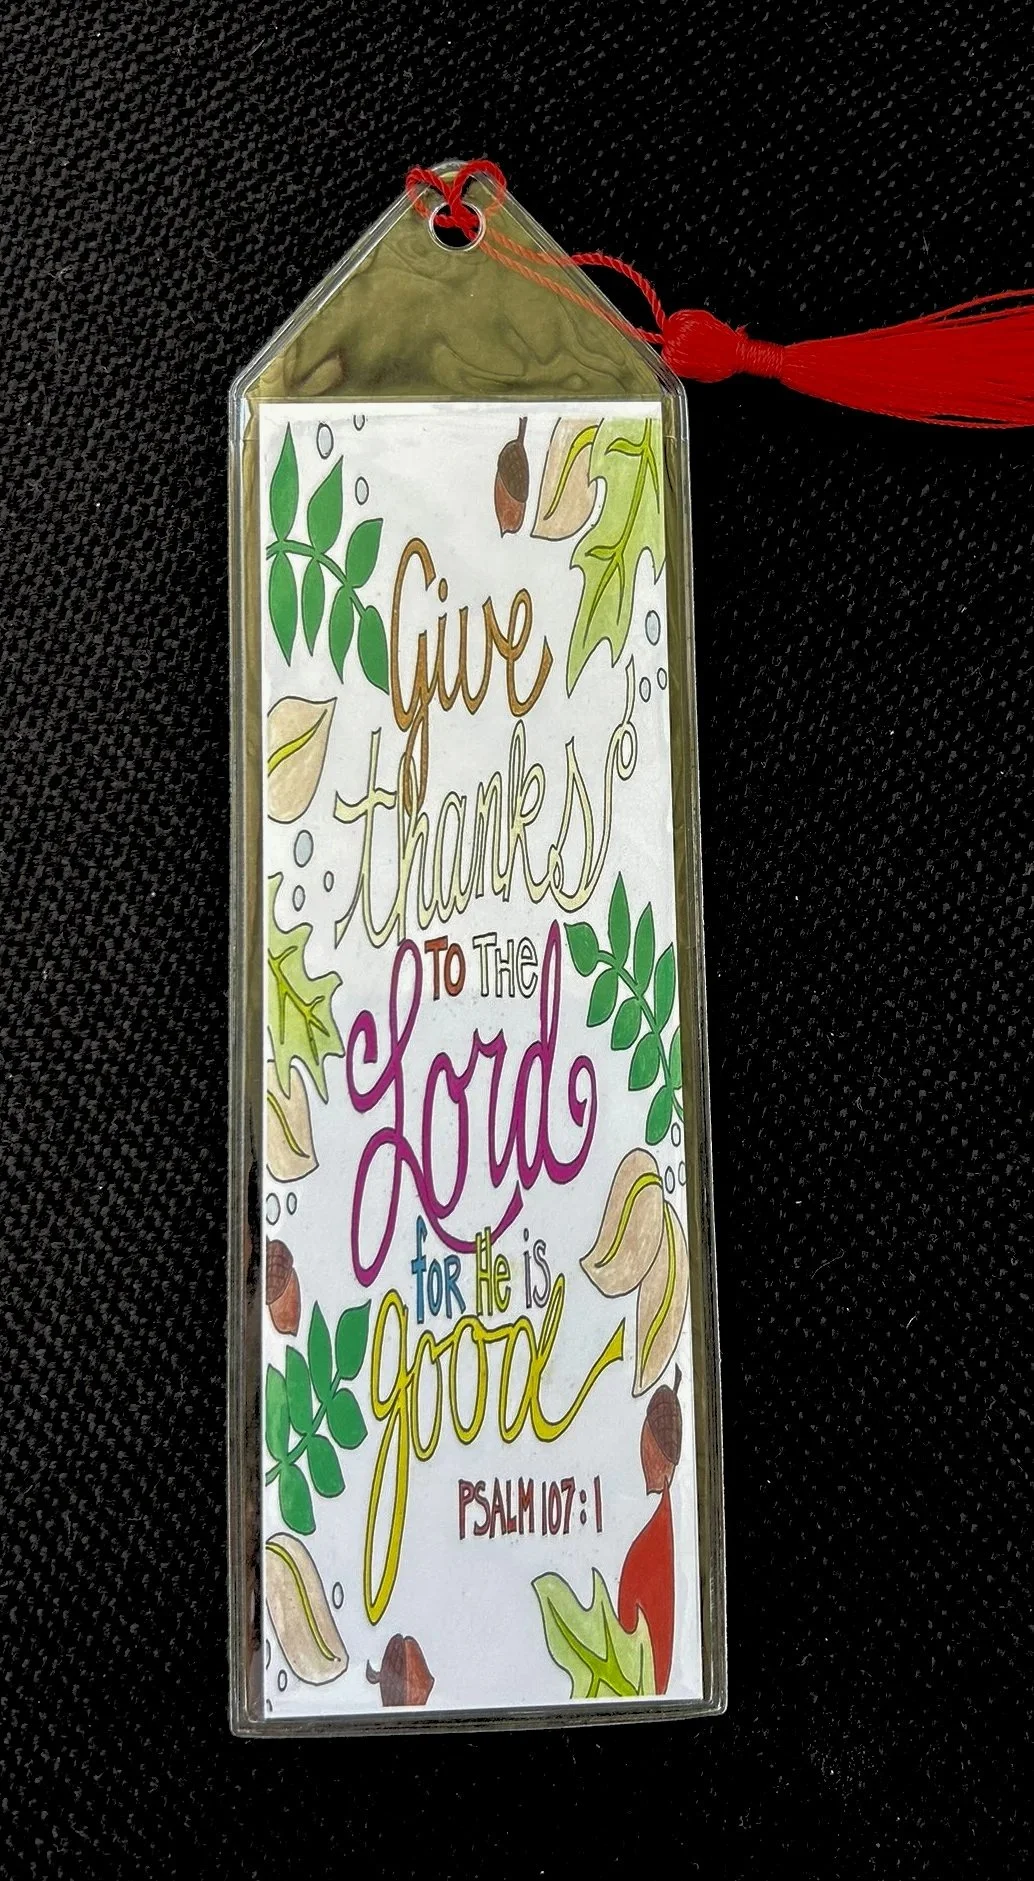 Give
thanks
TO THe
Lord
fOR He is
good
PSALM 107:1